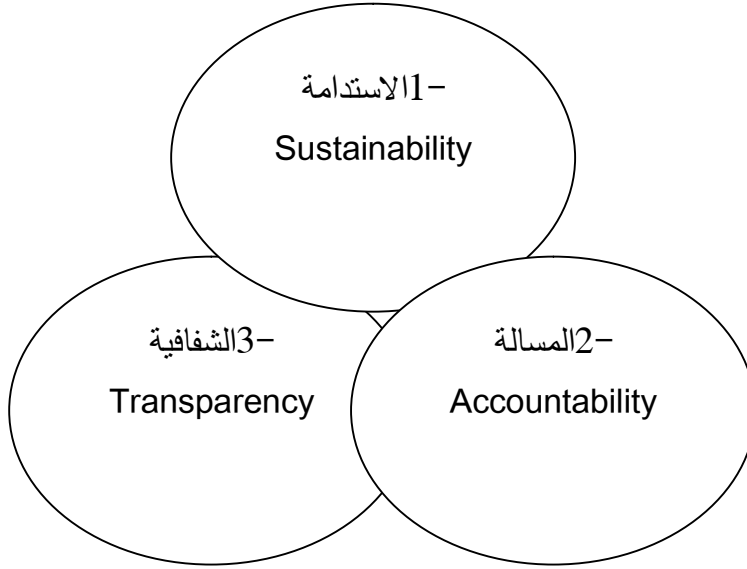 1-الاستدامة
Sustainability
2-المسالة
Accountability
3-الشفافية
Transparency